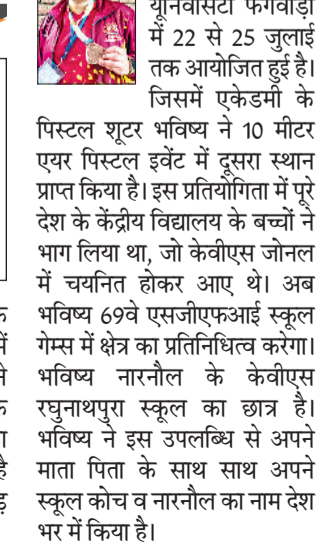 यूनिवर्सिटी फगवाड़ा
में 22 से 25 जुलाई
तक आयोजित हुई है।
जिसमें एकेडमी के
पिस्टल शूटर भविष्य ने 10 मीटर
एयर पिस्टल इवेंट में दूसरा स्थान
प्राप्त किया है। इस प्रतियोगिता में पूरे
देश के केंद्रीय विद्यालय के बच्चों ने
भाग लिया था, जो केवीएस जोनल
में चयनित होकर आए थे। अब
भविष्य 69वे एसजीएफआई स्कूल
गेम्स में क्षेत्र का प्रतिनिधित्व करेगा।
भविष्य नारनौल के केवीएस
रघुनाथपुरा स्कूल का छात्र है।
भविष्य ने इस उपलब्धि से अपने
माता पिता के साथ साथ अपने
स्कूल कोच व नारनौल का नाम देश
भर में किया है।